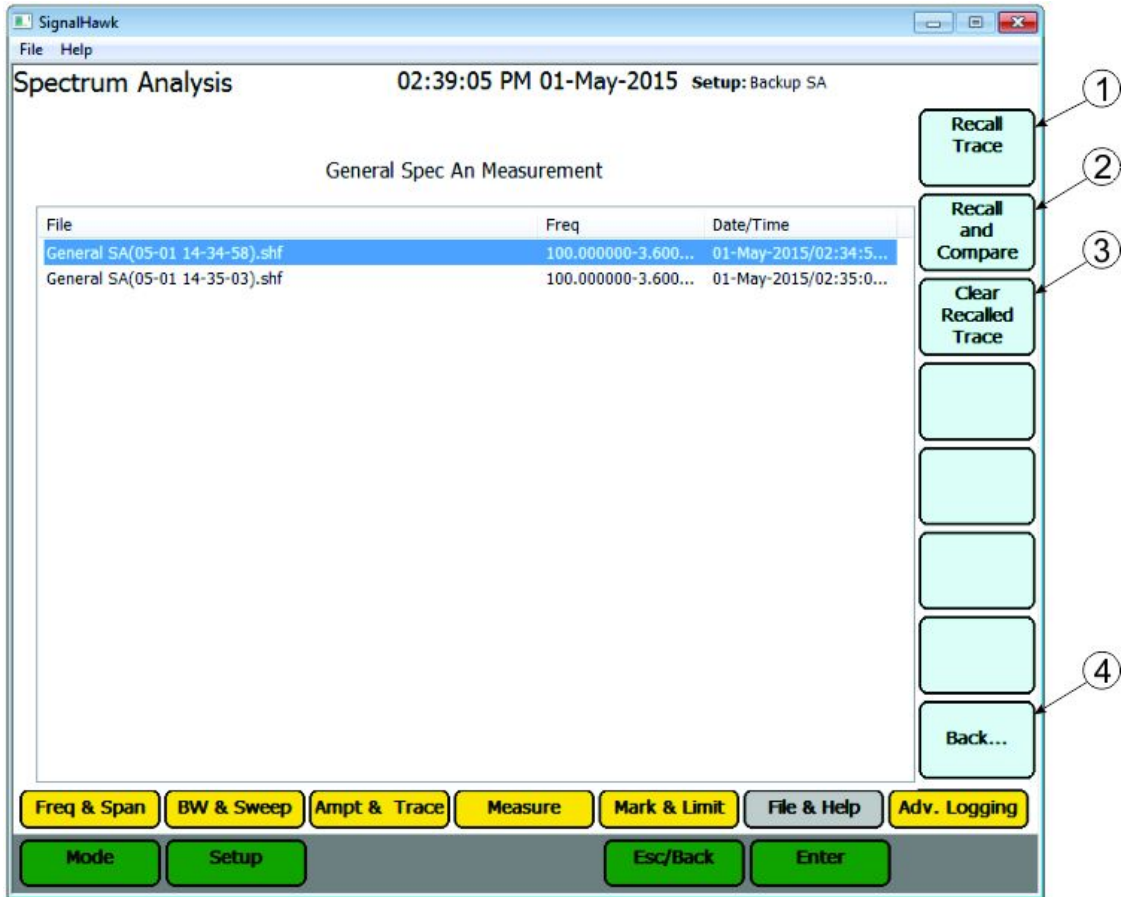 SignalHawk
File Help
Spectrum Analysis
02:39:05 PM 01-May-2015 Setup: Backup SA
General Spec An Measurement
File Freq Date/Time
General SA(05-01 14-34-58).shf 100.000000-3.600... 01-May-2015/02:34:5...
General SA(05-01 14-35-03).shf 100.000000-3.600... 01-May-2015/02:35:0...
Recall
Trace
1
Recall
and
Compare
2
Clear
Recalled
Trace
3
Back...
4
Freq & Span BW & Sweep Ampt & Trace Measure Mark & Limit File & Help Adv. Logging
Mode Setup Esc/Back Enter